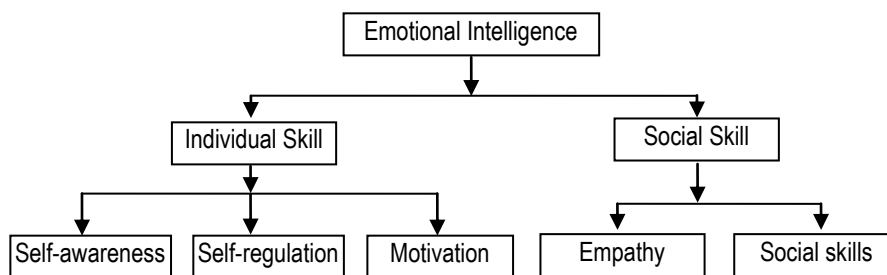 Emotional Intelligence
Individual Skill
Social Skill
Self-awareness
Self-regulation
Motivation
Empathy
Social skills